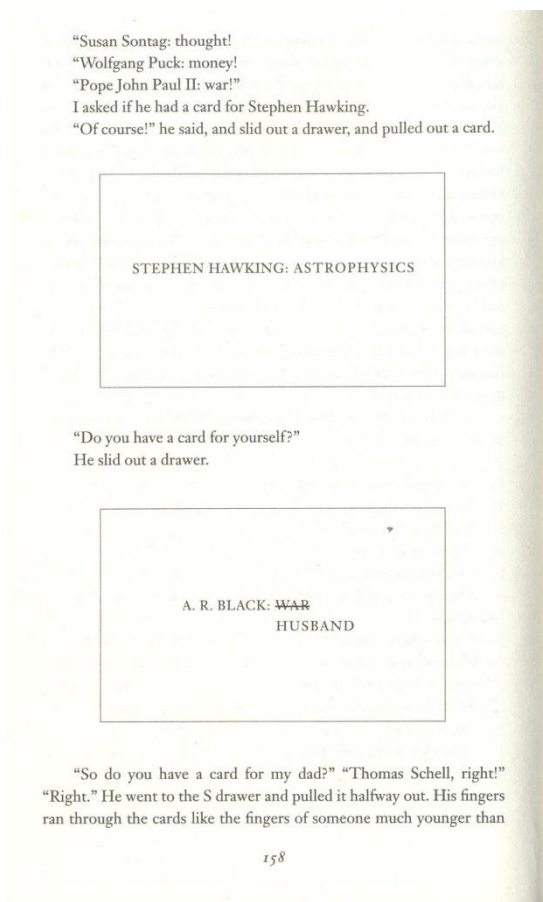 “Susan Sontag: thought!
“Wolfgang Puck: money!
“Pope John Paul II: war!”
I asked if he had a card for Stephen Hawking.
“Of course!” he said, and slid out a drawer, and pulled out a card.
STEPHEN HAWKING: ASTROPHYSICS
“Do you have a card for yourself?”
He slid out a drawer.
A. R. BLACK: WAR
HUSBAND
“So do you have a card for my dad?” “Thomas Schell, right!”
“Right.” He went to the S drawer and pulled it halfway out. His fingers
ran through the cards like the fingers of someone much younger than
158